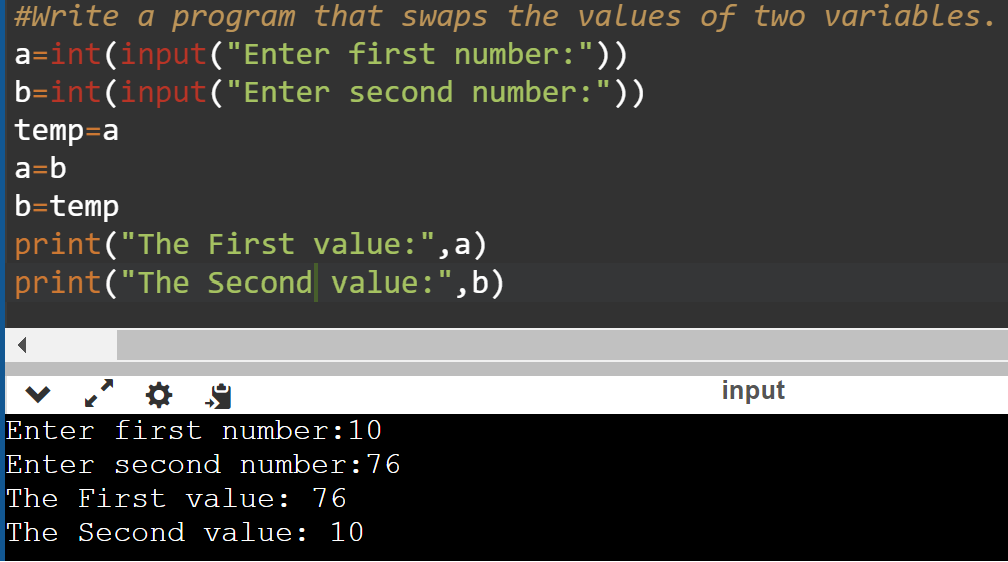 #Write a program that swaps the values of two variables.
a=int(input("Enter first number:"))
b=int(input("Enter second number:"))
temp=a
a=b
b=temp
print("The First value:",a)
print("The Second value:",b)
input
Enter first number:10
Enter second number:76
The First value: 76
The Second value: 10